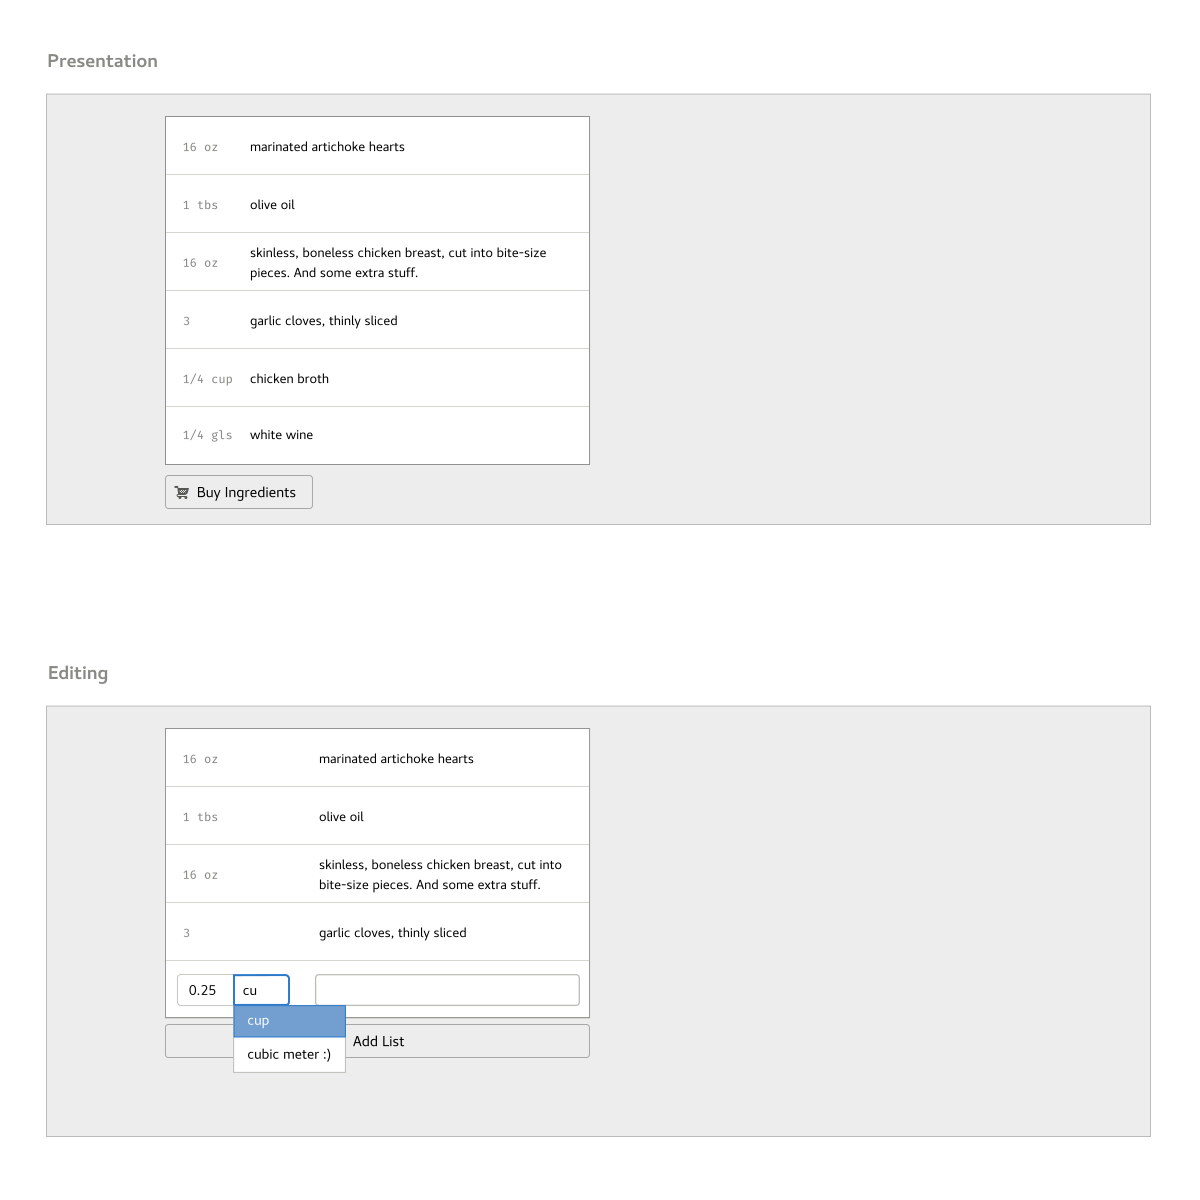 Presentation
16 oz marinated artichoke hearts
1 tbs olive oil
16 oz skinless, boneless chicken breast, cut into bite-size
pieces. And some extra stuff.
3 garlic cloves, thinly sliced
1/4 cup chicken broth
1/4 gls white wine
Buy Ingredients
Editing
16 oz marinated artichoke hearts
1 tbs olive oil
16 oz skinless, boneless chicken breast, cut into
bite-size pieces. And some extra stuff.
3 garlic cloves, thinly sliced
0.25 cu
cup
Add List
cubic meter :)